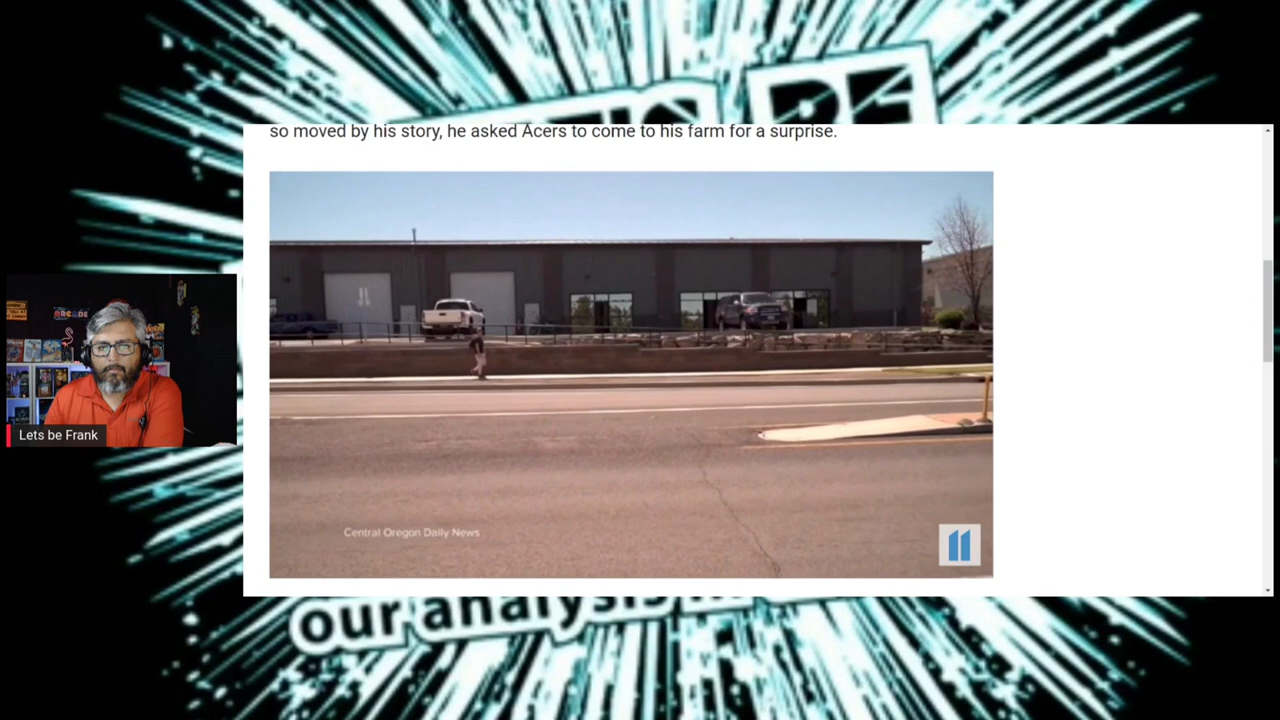 so moved by his story, he asked Acers to come to his farm for a surprise.
ARCADE
Lets be Frank
Central Oregon Daily News
our analysis